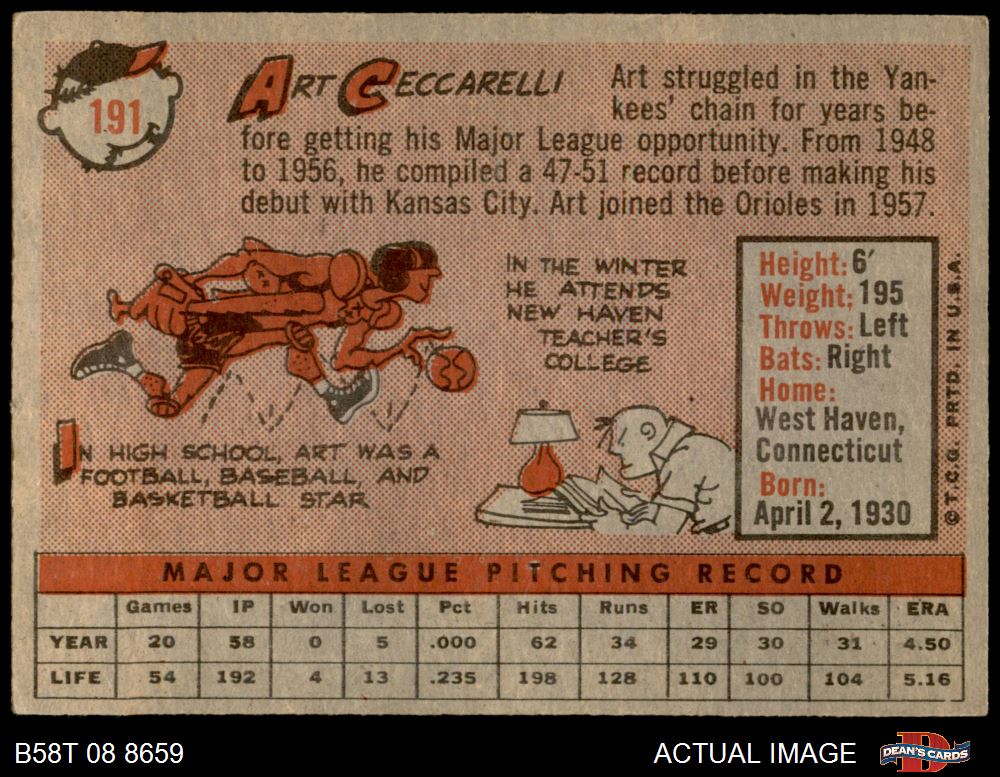 191
ART CECCARELLI
Art struggled in the Yan-
kees' chain for years be-
fore getting his Major League opportunity. From 1948
to 1956, he compiled a 47-51 record before making his
debut with Kansas City. Art joined the Orioles in 1957.
IN THE WINTER
HE ATTENDS
NEW HAVEN
TEACHER'S
COLLEGE
IN HIGH SCHOOL, ART WAS A
FOOTBALL, BASEBALL, AND
BASKETBALL STAR
Height: 6'
Weight: 195
Throws: Left
Bats: Right
Home:
West Haven,
Connecticut
Born:
April 2, 1930
© T.C.G. PRTD. IN U.S.A.
MAJOR LEAGUE PITCHING RECORD
Games IP Won Lost Pct Hits Runs ER SO Walks ERA
YEAR 20 58 0 5 .000 62 34 29 30 31 4.50
LIFE 54 192 4 13 .235 198 128 110 100 104 5.16
B58T 08 8659
ACTUAL IMAGE
DEAN'S CARDS